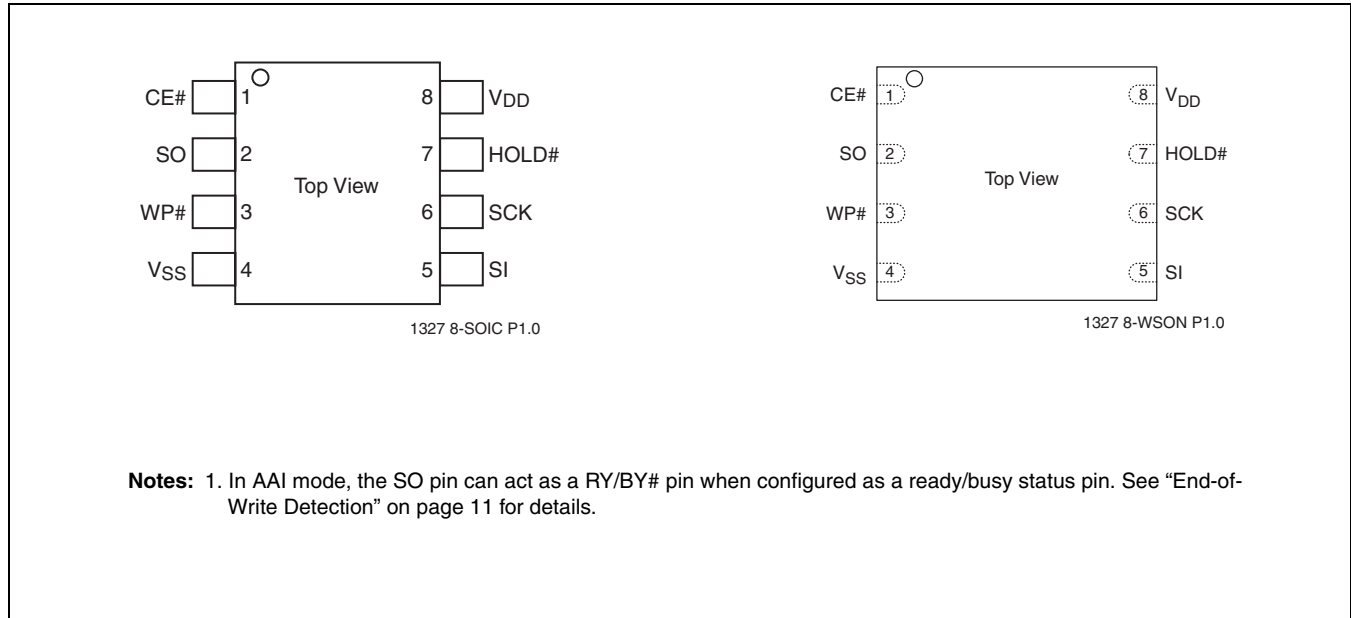 CE# 1 8 VDD
SO 2 7 HOLD#
Top View
WP# 3 6 SCK
VSS 4 5 SI
1327 8-SOIC P1.0
CE# 1 8 VDD
SO 2 7 HOLD#
Top View
WP# 3 6 SCK
VSS 4 5 SI
1327 8-WSON P1.0
Notes: 1. In AAI mode, the SO pin can act as a RY/BY# pin when configured as a ready/busy status pin. See “End-of-
Write Detection” on page 11 for details.